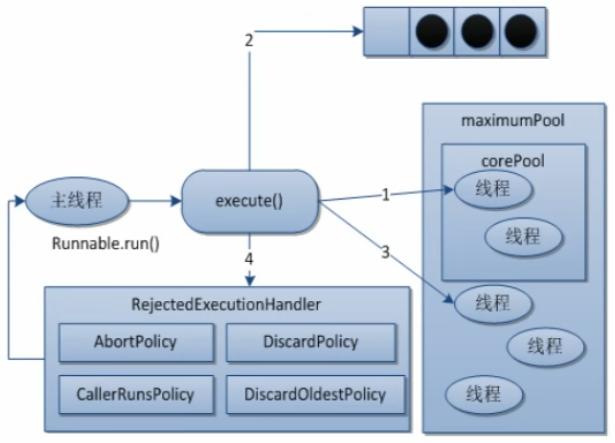 2
maximumPool
corePool
线程
线程
主线程
execute()
1
Runnable.run()
3
4
线程
线程
线程
RejectedExecutionHandler
AbortPolicy
DiscardPolicy
CallerRunsPolicy
DiscardOldestPolicy